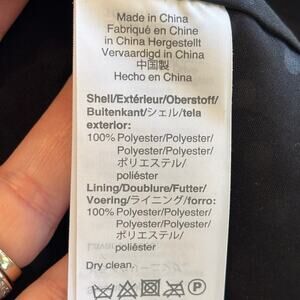 Made in China
Fabriqué en Chine
in China Hergestellt
Vervaardigd in China
中国製
Hecho en China
Shell/Extérieur/Oberstoff/
Buitenkant/シェル/tela
exterior:
100% Polyester/Polyester/
Polyester/Polyester/
ポリエステル/
poliéster
Lining/Doublure/Futter/
Voering/ライニング/forro:
100% Polyester/Polyester/
Polyester/Polyester/
ポリエステル/
poliéster
Dry clean.